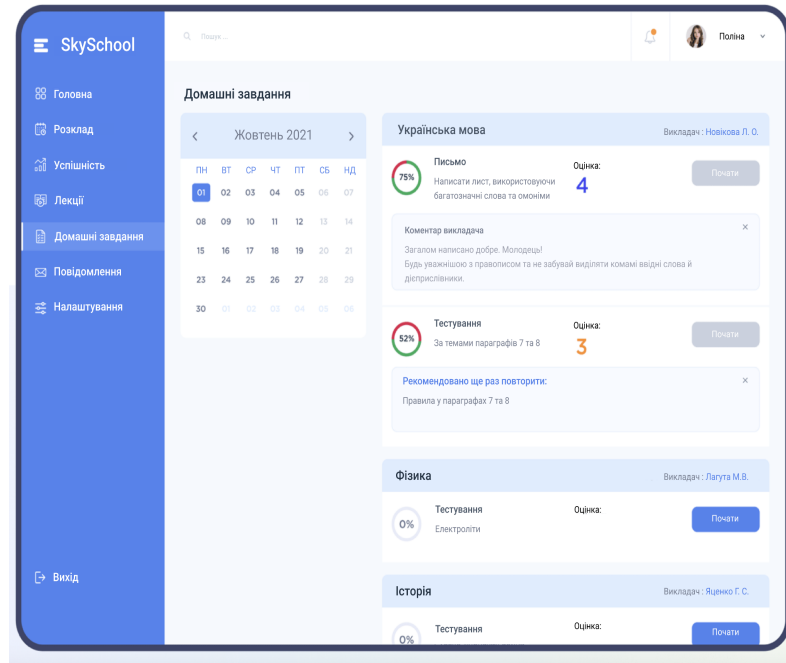 SkySchool
Пошук ...
Поліна
Головна
Розклад
Успішність
Лекції
Домашні завдання
Повідомлення
Налаштування
Вихід
Домашні завдання
Жовтень 2021
ПН ВТ СР ЧТ ПТ СБ НД
01 02 03 04 05 06 07
08 09 10 11 12 13 14
15 16 17 18 19 20 21
23 24 25 26 27 28 29
30 01 02 03 04 05 06
Українська мова
Викладач : Новікова Л. О.
75%
Письмо
Написати лист, використовуючи
багатозначні слова та омоніми
Оцінка:
4
Почати
Коментар викладача
Загалом написано добре. Молодець!
Будь уважнішою з правописом та не забувай виділяти комамі ввідні слова й
дієприслівники.
52%
Тестування
За темами параграфів 7 та 8
Оцінка:
3
Почати
Рекомендовано ще раз повторити:
Правила у параграфах 7 та 8
Фізика
Викладач : Лагута М.В.
0%
Тестування
Електроліти
Оцінка:
Почати
Історія
Викладач : Яценко Г. С.
0%
Тестування
Оцінка:
Почати